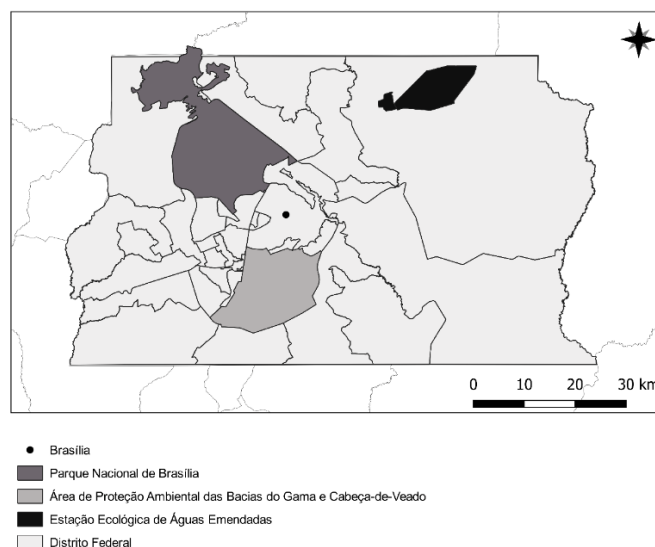 0 10 20 30 km
Brasília
Parque Nacional de Brasília
Área de Proteção Ambiental das Bacias do Gama e Cabeça-de-Veado
Estação Ecológica de Águas Emendadas
Distrito Federal